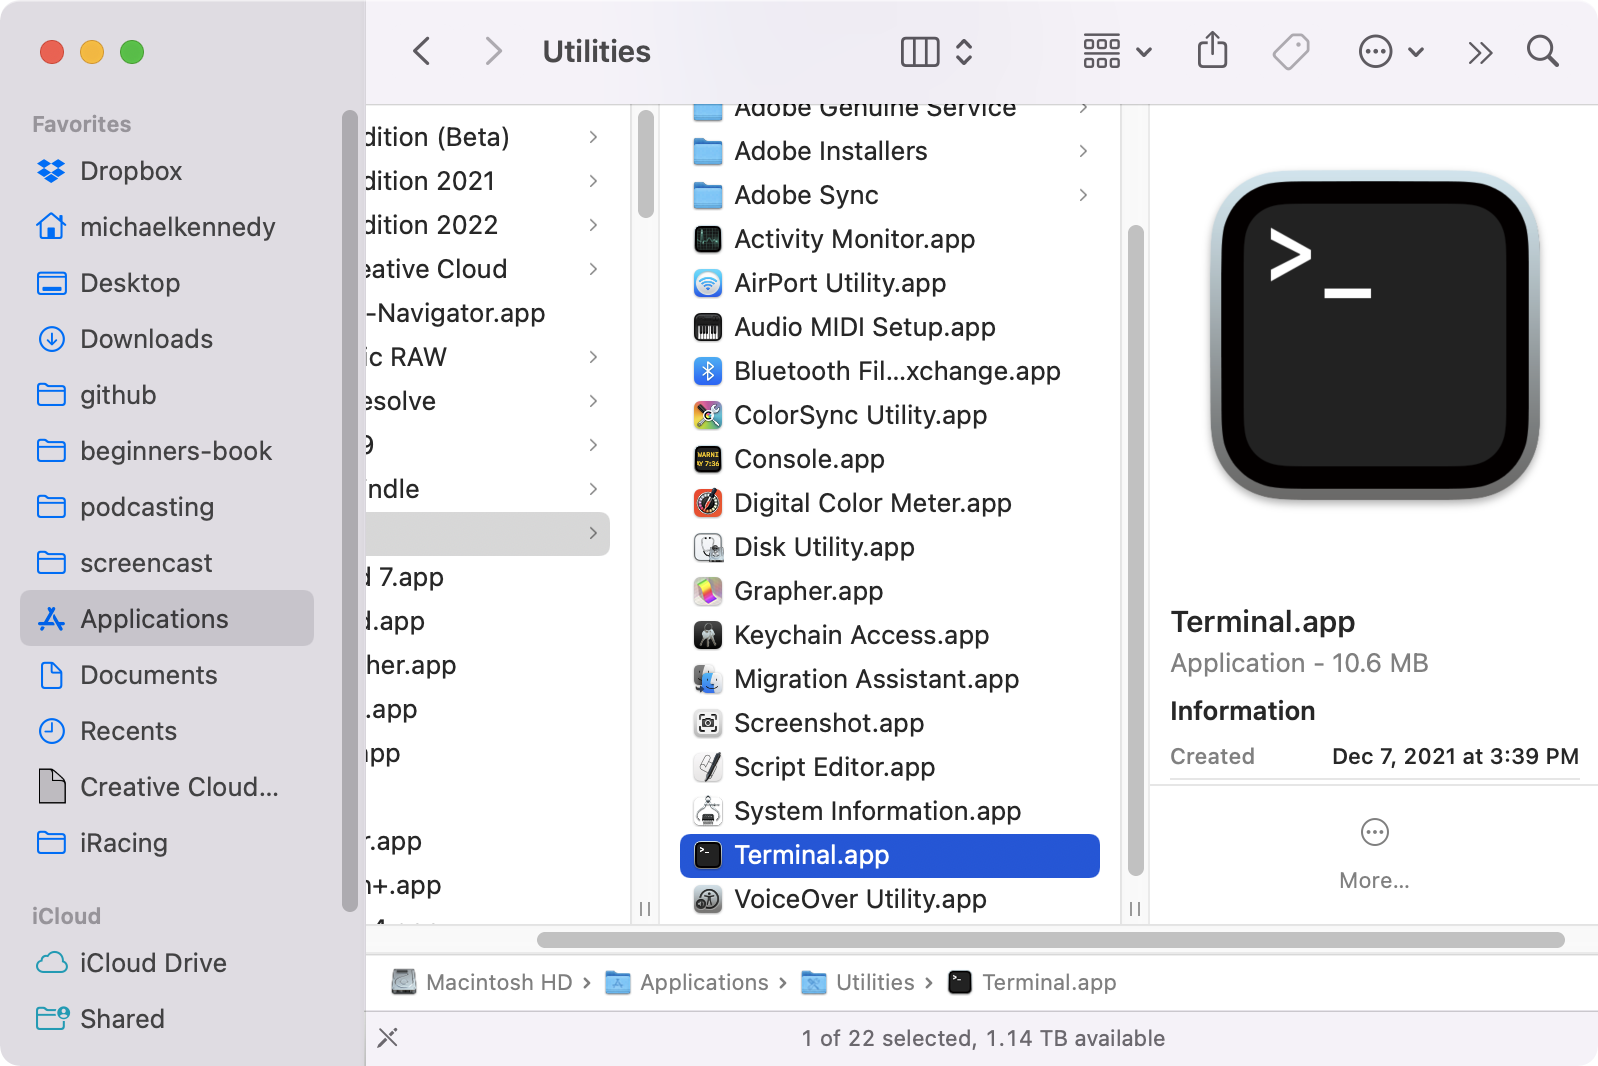 Utilities
Favorites
Dropbox
michaelkennedy
Desktop
Downloads
github
beginners-book
podcasting
screencast
Applications
Documents
Recents
Creative Cloud...
iRacing
iCloud
iCloud Drive
Shared
dition (Beta)
dition 2021
dition 2022
eative Cloud
-Navigator.app
ic RAW
esolve
9
ndle
d 7.app
d.app
her.app
.app
app
r.app
n+.app
Adobe Genuine Service
Adobe Installers
Adobe Sync
Activity Monitor.app
AirPort Utility.app
Audio MIDI Setup.app
Bluetooth Fil...xchange.app
ColorSync Utility.app
WARNI
AY 7:36
Console.app
Digital Color Meter.app
Disk Utility.app
Grapher.app
Keychain Access.app
Migration Assistant.app
Screenshot.app
Script Editor.app
System Information.app
Terminal.app
VoiceOver Utility.app
>_
Terminal.app
Application - 10.6 MB
Information
Created Dec 7, 2021 at 3:39 PM
More...
Macintosh HD › Applications › Utilities › Terminal.app
1 of 22 selected, 1.14 TB available